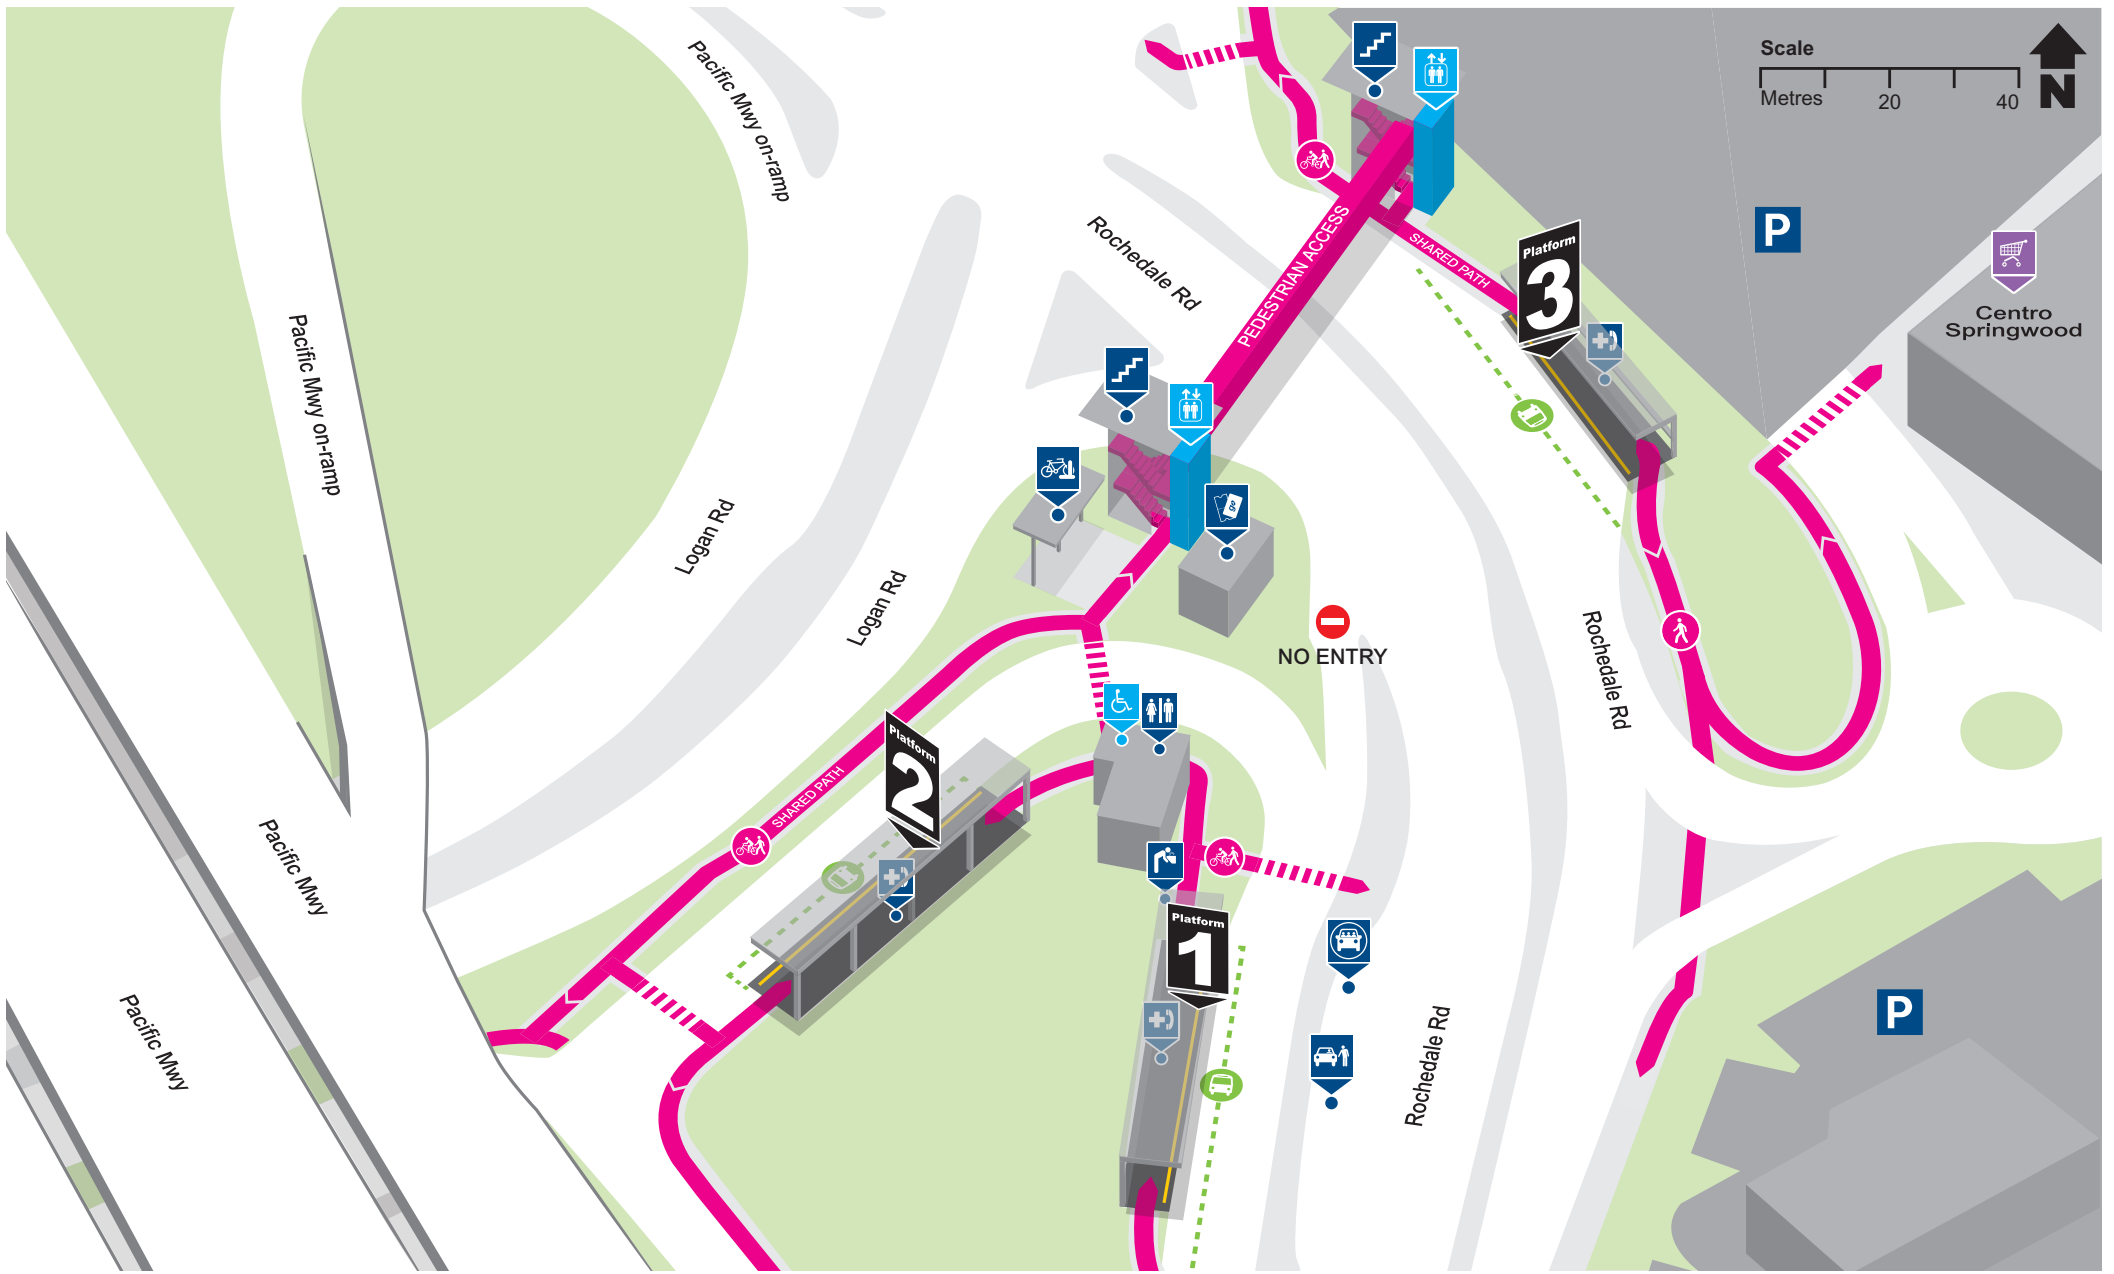 Scale
Metres
20
40
N
Pacific Mwy on-ramp
Rochedale Rd
PEDESTRIAN ACCESS
SHARED PATH
Platform
3
P
Centro
Springwood
Pacific Mwy on-ramp
Logan Rd
go
Logan Rd
NO ENTRY
Rochedale Rd
Platform
2
SHARED PATH
Pacific Mwy
Platform
1
Pacific Mwy
Rochedale Rd
P